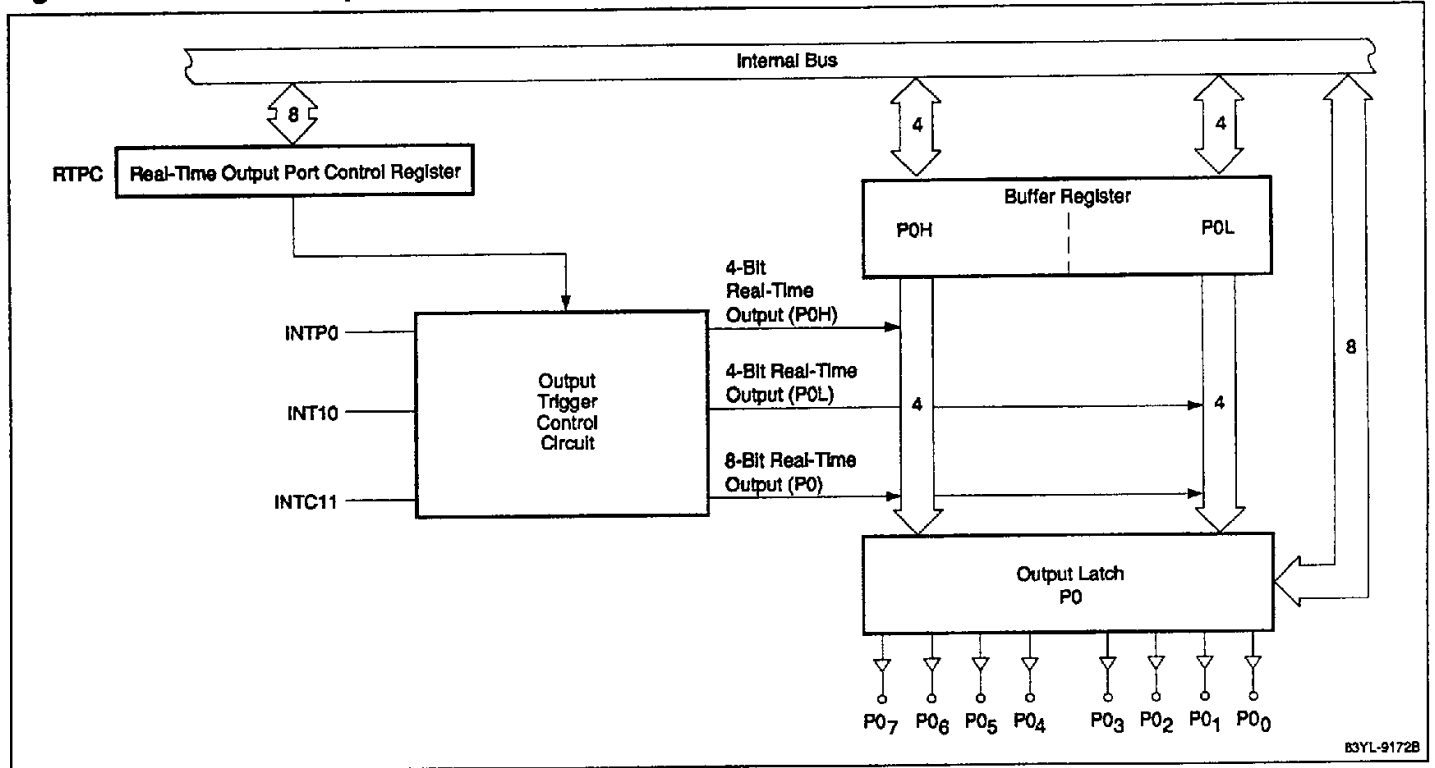 Internal Bus
8
4
4
RTPC
Real-Time Output Port Control Register
Buffer Register
P0H
P0L
4-Bit
Real-Time
Output (P0H)
INTP0
8
Output
Trigger
Control
Circuit
4-Bit Real-Time
Output (P0L)
4
4
INT10
8-Bit Real-Time
Output (P0)
INTC11
Output Latch
P0
P07 P06 P05 P04 P03 P02 P01 P00
83YL-9172B